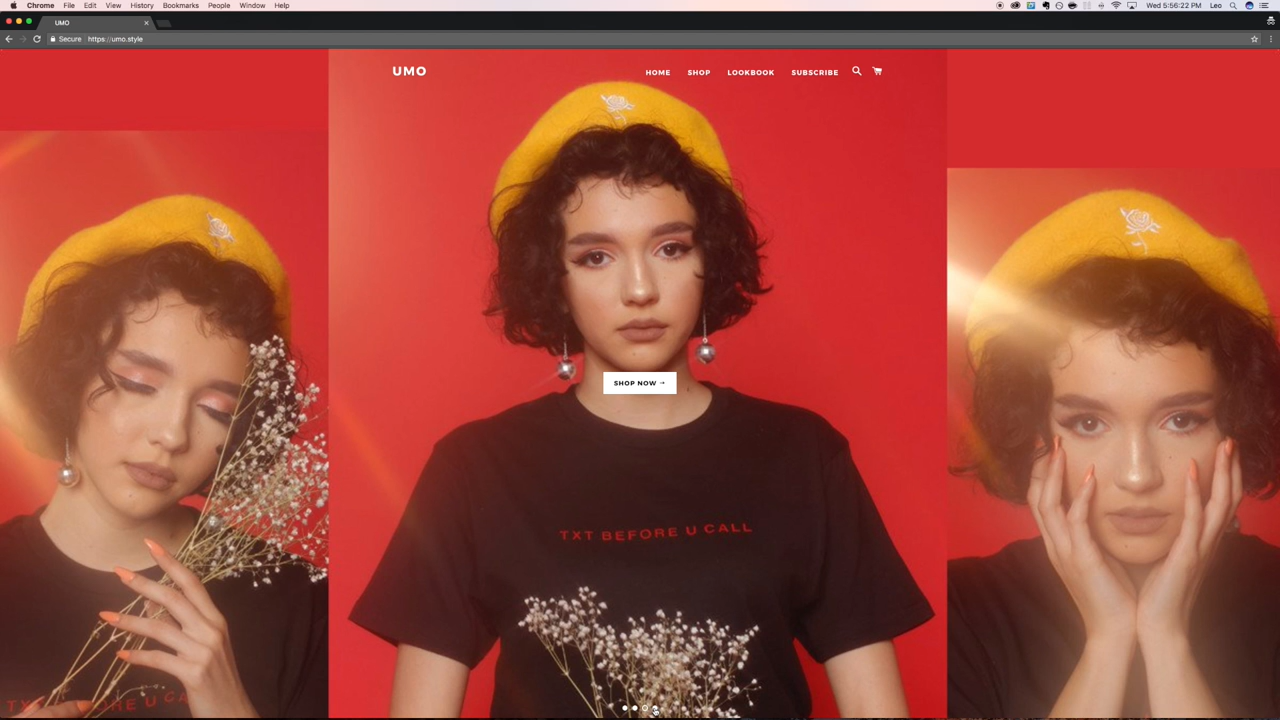 Chrome File Edit View History Bookmarks People Window Help
Wed 5:56:22 PM Leo
UMO
Secure https://umo.style
UMO
HOME SHOP LOOKBOOK SUBSCRIBE
SHOP NOW →
TXT BEFORE U CALL